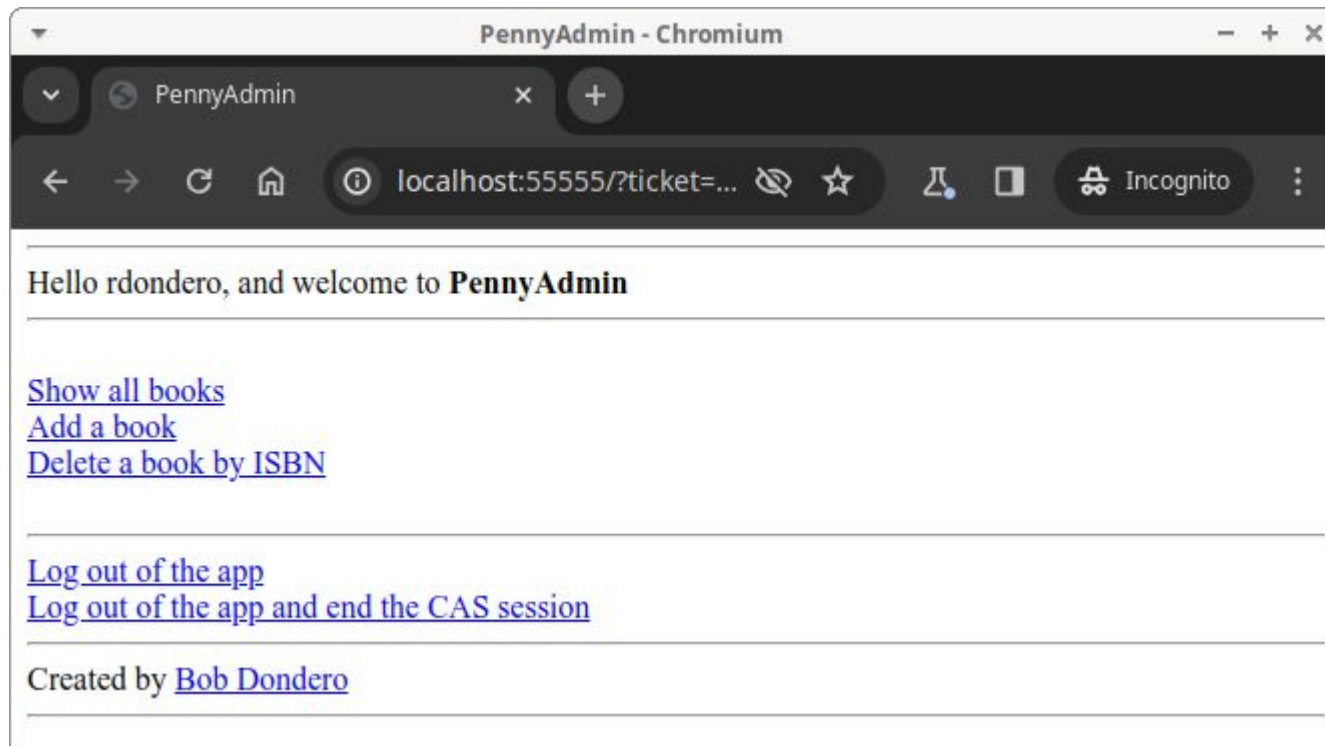 PennyAdmin - Chromium
PennyAdmin
localhost:55555/?ticket=... Incognito
Hello rdondero, and welcome to PennyAdmin
Show all books
Add a book
Delete a book by ISBN
Log out of the app
Log out of the app and end the CAS session
Created by Bob Dondero